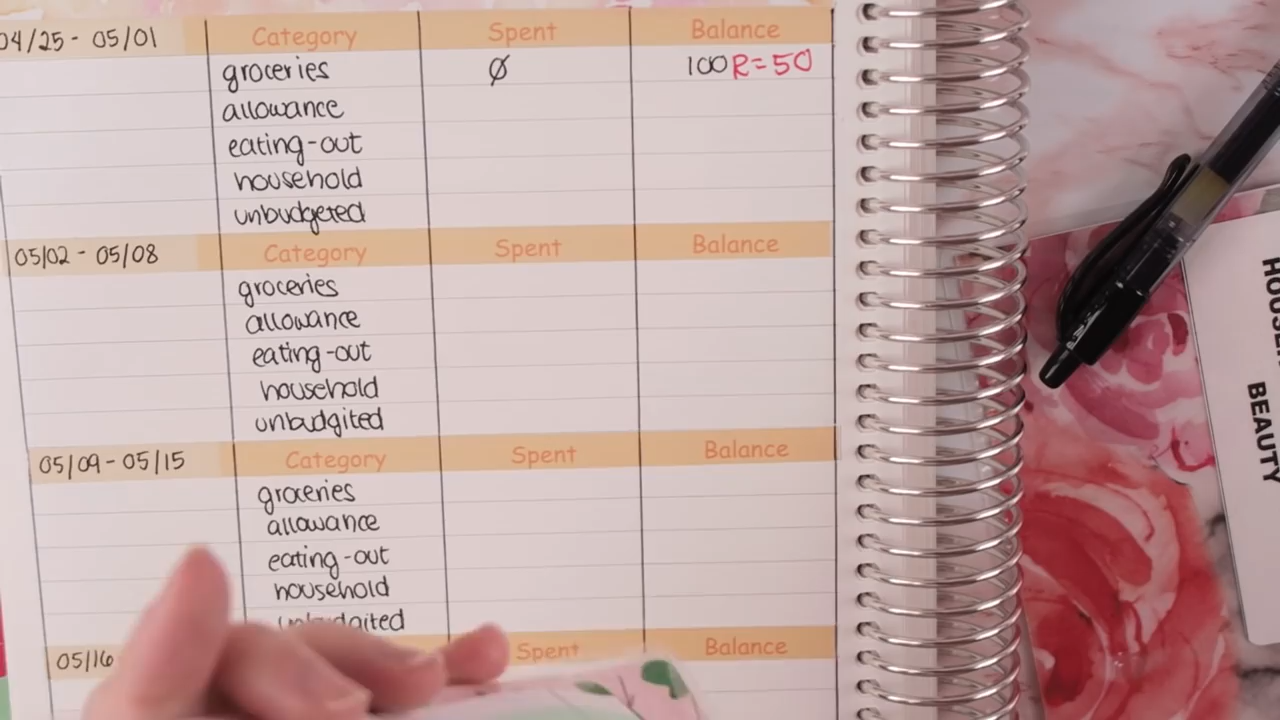 04/25 - 05/01 Category Spent Balance
groceries Ø 100 R=50
allowance
eating-out
household
unbudgeted
05/02 - 05/08 Category Spent Balance
groceries
allowance
eating-out
household
unbudgited
05/09 - 05/15 Category Spent Balance
groceries
allowance
eating-out
household
05/16 Spent Balance
BEAUTY